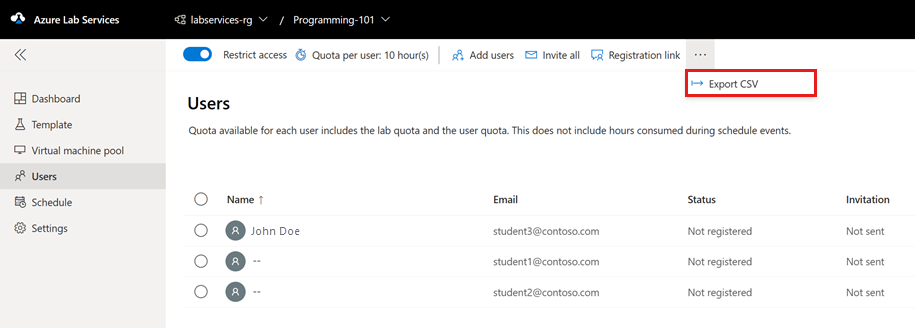 Azure Lab Services labservices-rg / Programming-101
Restrict access Quota per user: 10 hour(s) Add users Invite all Registration link ...
Export CSV
Dashboard
Template
Virtual machine pool
Users
Schedule
Settings
Users
Quota available for each user includes the lab quota and the user quota. This does not include hours consumed during schedule events.
Name ↑ Email Status Invitation
John Doe student3@contoso.com Not registered Not sent
-- student1@contoso.com Not registered Not sent
-- student2@contoso.com Not registered Not sent